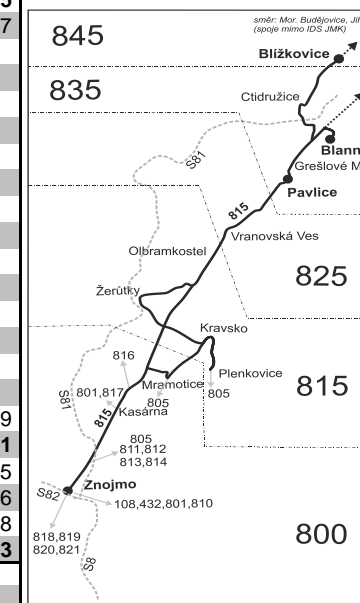 5
7
9
1
5
6
8
3
845
směr: Mor. Budějovice,
(spoje mimo IDS JMK)
Blížkovice
835
Ctidružice
S81
Grešlové
Pavlice
815
Vranovská Ves
Olbramkostel
825
Žerůtky
Kravsko
816
Plenkovice
815
Mramotice
805
801,817
805
Kasárna
S81
815
805
811,812
813,814
Znojmo
S82
108,432,801,810
800
818,819
820,821
S8